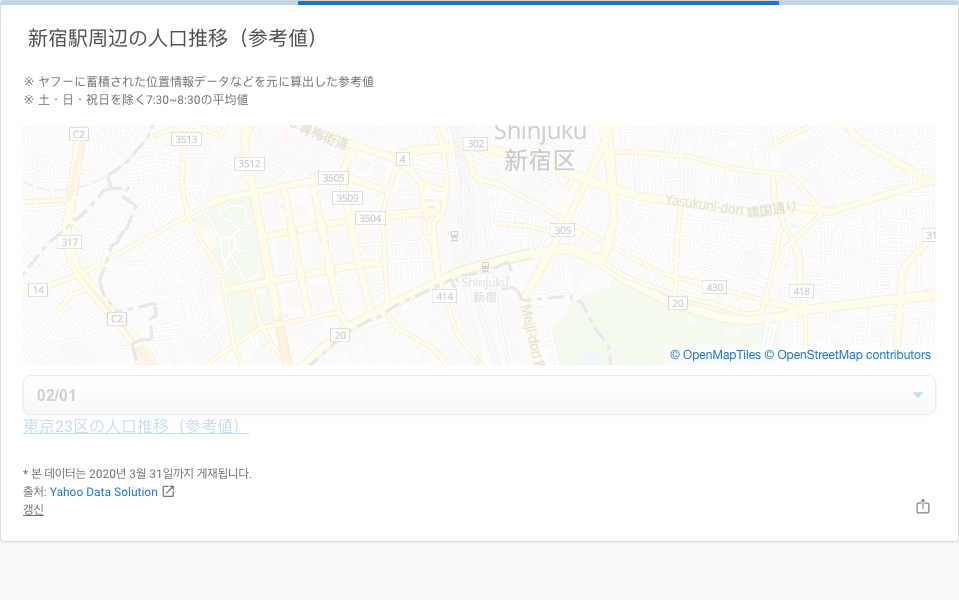 新宿駅周辺の人口推移（参考値）
※ ヤフーに蓄積された位置情報データなどを元に算出した参考値
※ 土・日・祝日を除く7:30~8:30の平均値
C2
3513
青梅街道
302
Shinjuku
新宿区
3512
4
3505
3509
Yasukuni-dori 靖国通り
3504
317
305
31
14
Shinjuku
新宿
414
430
418
20
C2
20
Meiji-dori
© OpenMapTiles © OpenStreetMap contributors
02/01
東京23区の人口推移（参考値）
* 본 데이터는 2020년 3월 31일까지 게재됩니다.
출처: Yahoo Data Solution
갱신